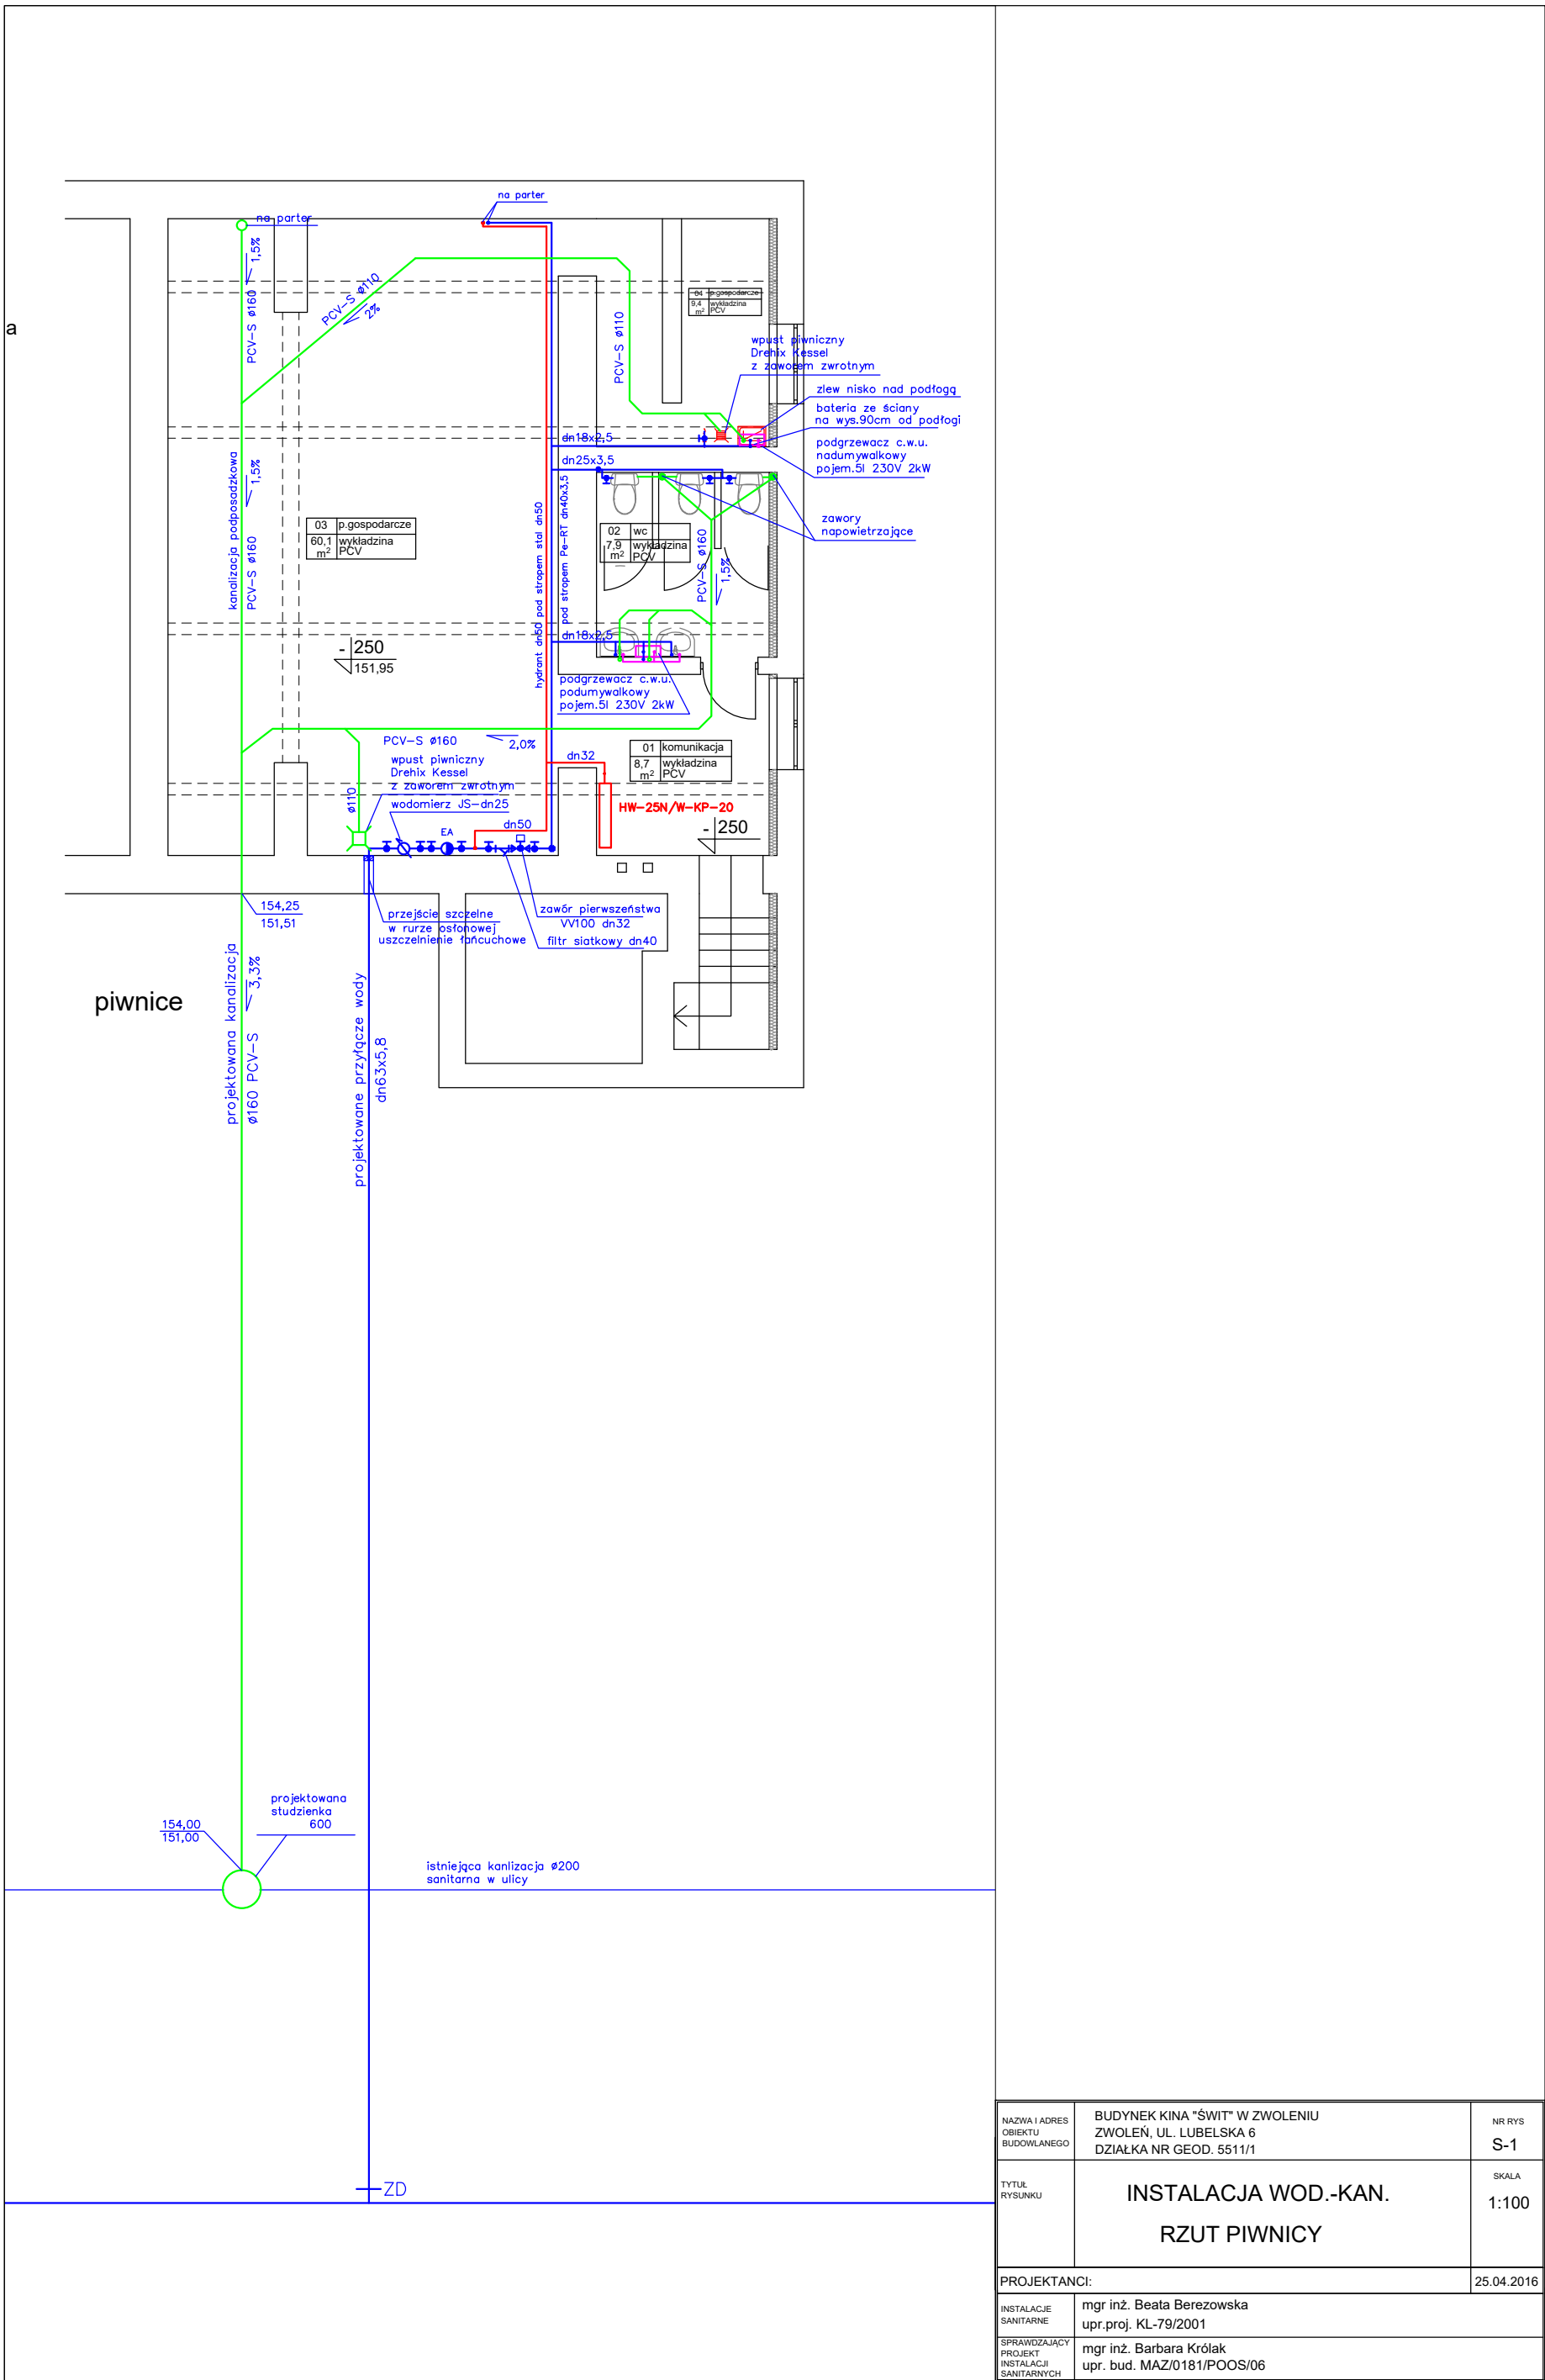 na parter
na parter
1,5%
PCV-S ø160
PCV-S ø110
2%
a
04 p.gospodarcze
9,4 wykładzina
m² PCV
PCV-S ø110
wpust piwniczny
Drehix Kessel
z zaworem zwrotnym
zlew nisko nad podłogą
bateria ze ściany
na wys.90cm od podłogi
podgrzewacz c.w.u.
nadumywalkowy
pojem.5l 230V 2kW
dn18x2,5
dn25x3,5
kanalizacja podposadzkowa
1,5%
PCV-S ø160
03 p.gospodarcze
60,1 wykładzina
m² PCV
hydrant dn50 pod stropem stal dn50
pod stropem Pe-RT dn40x3,5
02 wc
7,9 wykładzina
m² PCV
PCV-S ø160
1,5%
zawory
napowietrzające
- 250
151,95
dn18x2,5
podgrzewacz c.w.u.
podumywalkowy
pojem.5l 230V 2kW
PCV-S ø160
2,0%
dn32
01 komunikacja
8,7 wykładzina
m² PCV
wpust piwniczny
Drehix Kessel
z zaworem zwrotnym
wodomierz JS-dn25
ø110
EA
dn50
HW-25N/W-KP-20
- 250
154,25
151,51
przejście szczelne
w rurze osłonowej
uszczelnienie łańcuchowe
zawór pierwszeństwa
VV100 dn32
filtr siatkowy dn40
piwnice
projektowana kanalizacja
3,3%
ø160 PCV-S
projektowane przyłącze wody
dn63x5,8
projektowana
studzienka
600
154,00
151,00
istniejąca kanlizacja ø200
sanitarna w ulicy
ZD
NAZWA I ADRES
OBIEKTU
BUDOWLANEGO
BUDYNEK KINA "ŚWIT" W ZWOLENIU
ZWOLEŃ, UL. LUBELSKA 6
DZIAŁKA NR GEOD. 5511/1
NR RYS
S-1
TYTUŁ
RYSUNKU
INSTALACJA WOD.-KAN.
RZUT PIWNICY
SKALA
1:100
PROJEKTANCI:
25.04.2016
INSTALACJE
SANITARNE
mgr inż. Beata Berezowska
upr.proj. KL-79/2001
SPRAWDZAJĄCY
PROJEKT
INSTALACJI
SANITARNYCH
mgr inż. Barbara Królak
upr. bud. MAZ/0181/POOS/06